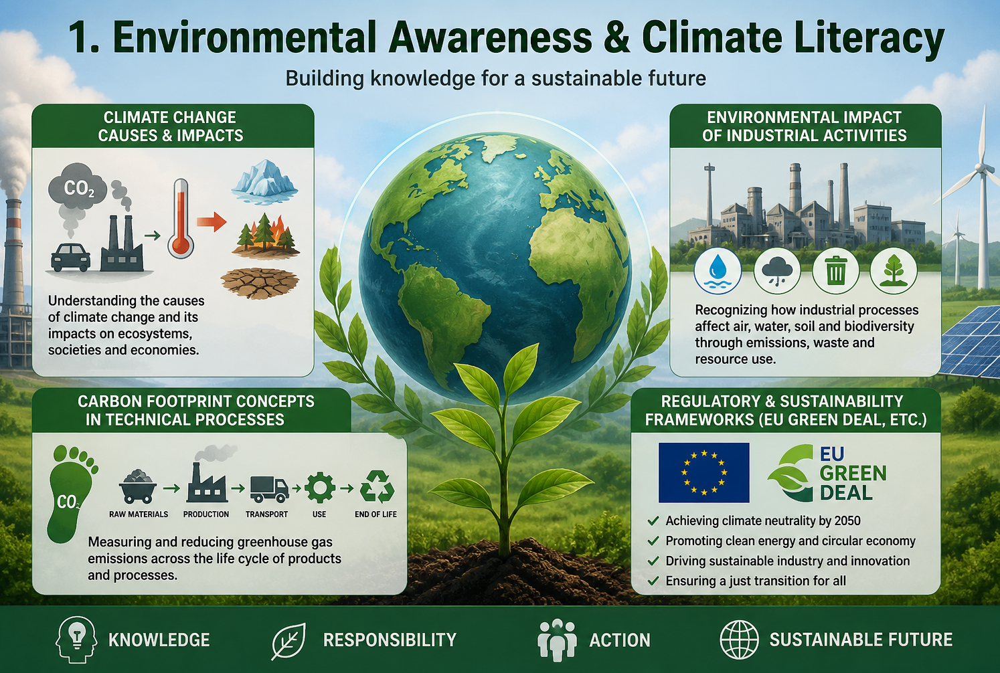 1. Environmental Awareness & Climate Literacy
Building knowledge for a sustainable future
CLIMATE CHANGE
CAUSES & IMPACTS
CO₂
Understanding the causes
of climate change and its
impacts on ecosystems,
societies and economies.
ENVIRONMENTAL IMPACT
OF INDUSTRIAL ACTIVITIES
Recognizing how industrial processes
affect air, water, soil and biodiversity
through emissions, waste and
resource use.
CARBON FOOTPRINT CONCEPTS
IN TECHNICAL PROCESSES
CO₂
RAW MATERIALS
PRODUCTION
TRANSPORT
USE
END OF LIFE
Measuring and reducing greenhouse gas
emissions across the life cycle of products
and processes.
REGULATORY & SUSTAINABILITY
FRAMEWORKS (EU GREEN DEAL, ETC.)
EU
GREEN
DEAL
Achieving climate neutrality by 2050
Promoting clean energy and circular economy
Driving sustainable industry and innovation
Ensuring a just transition for all
KNOWLEDGE
RESPONSIBILITY
ACTION
SUSTAINABLE FUTURE